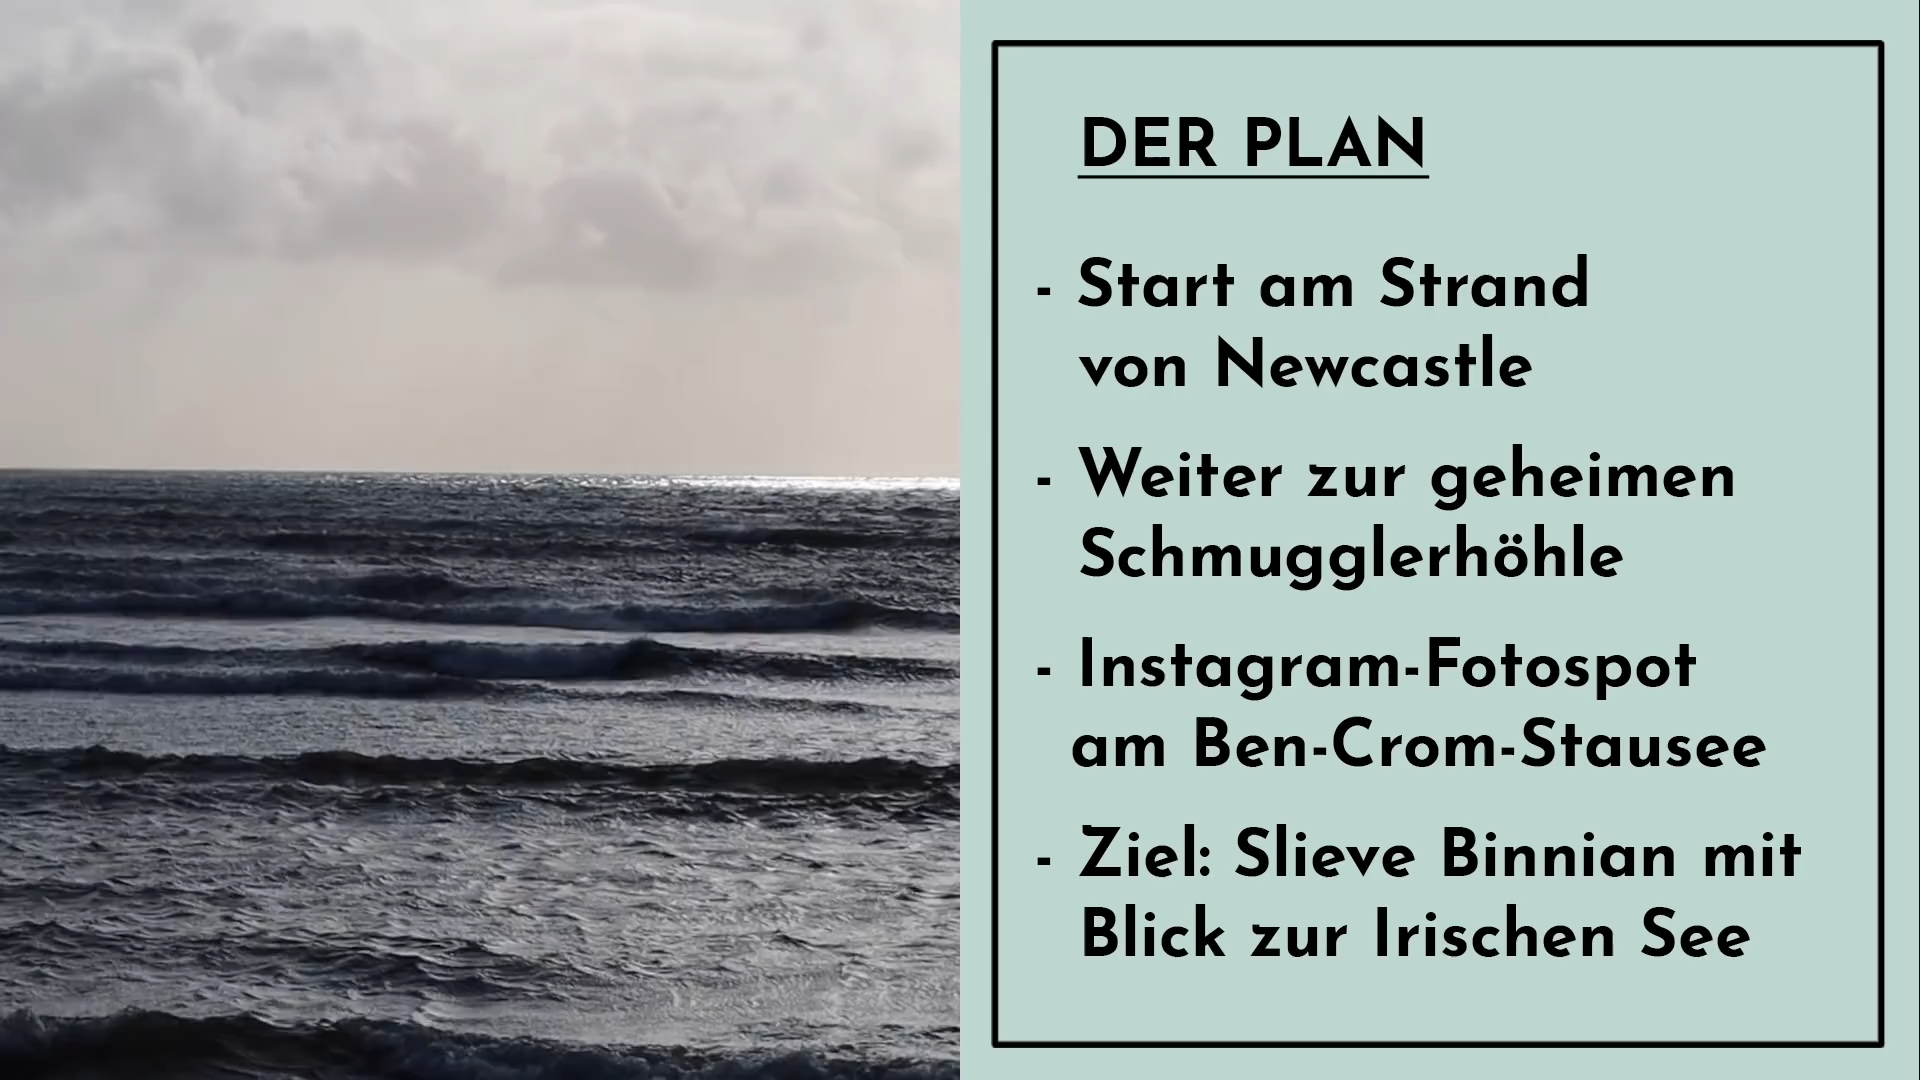 DER PLAN
- Start am Strand
von Newcastle
- Weiter zur geheimen
Schmugglerhöhle
- Instagram-Fotospot
am Ben-Crom-Stausee
- Ziel: Slieve Binnian mit
Blick zur Irischen See